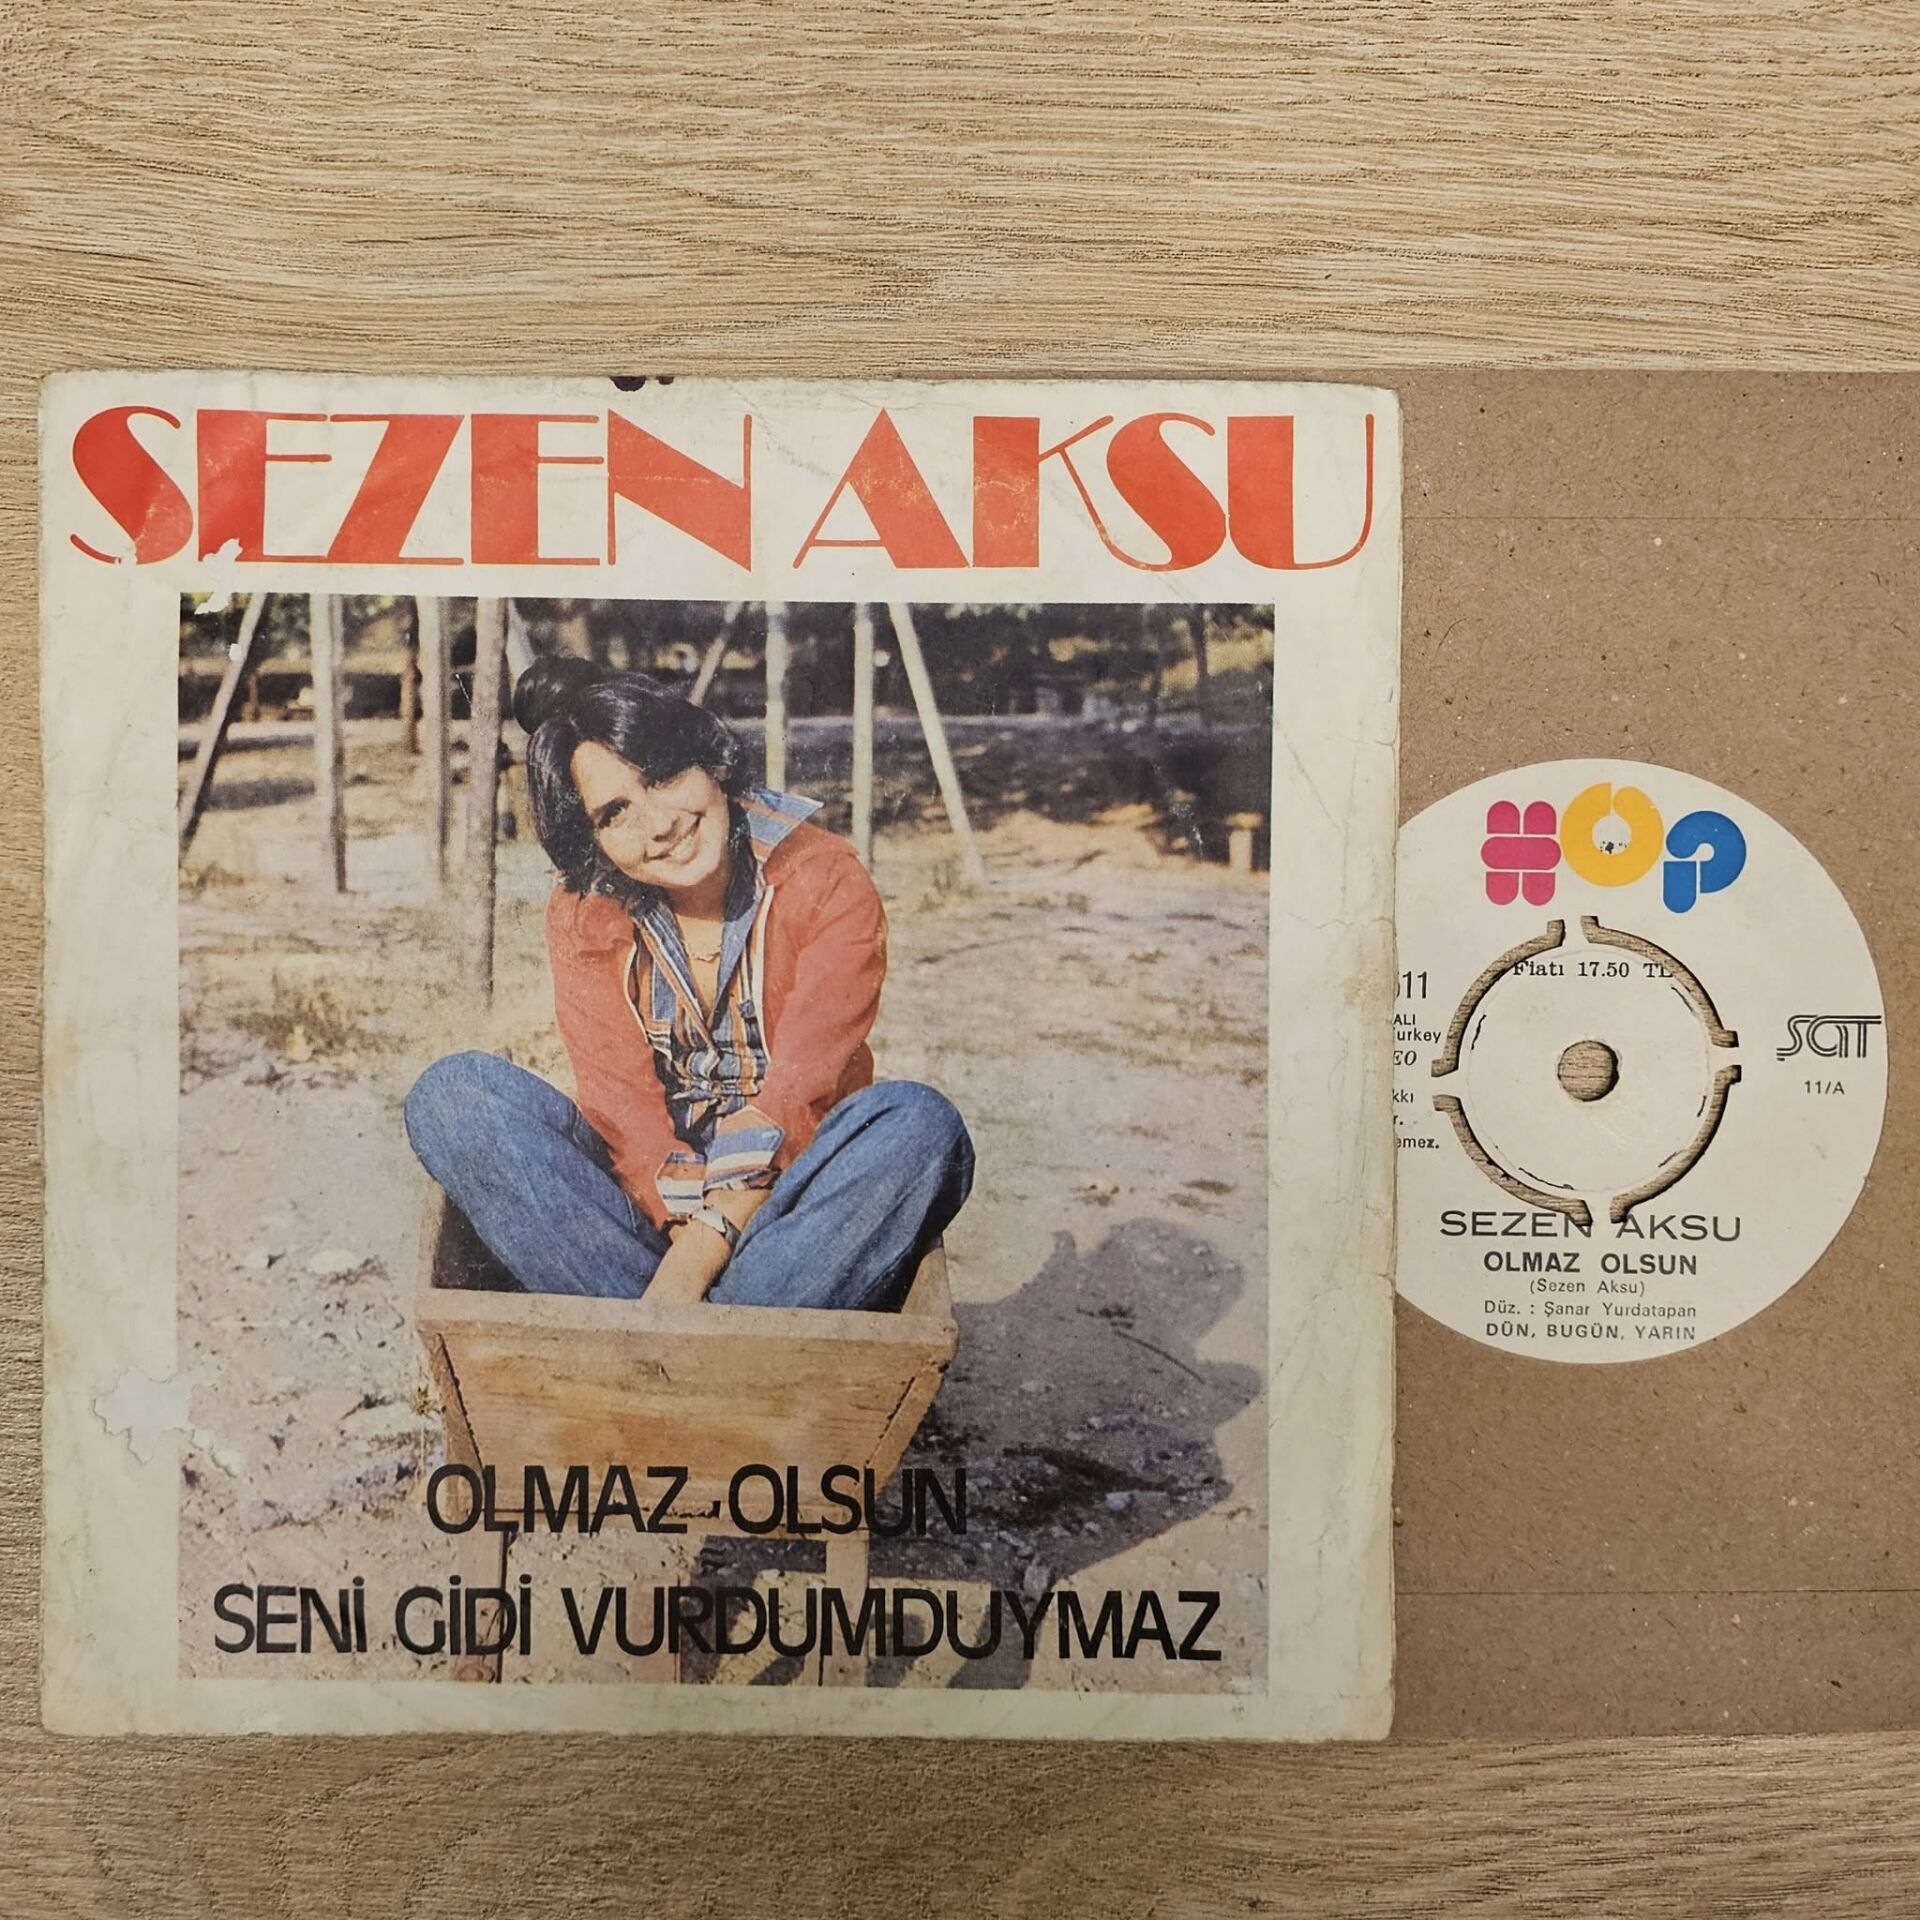 SEZEN AKSU
OLMAZ OLSUN
SENİ GİDİ VURDUMDUYMAZ
HOP
Fiatı 17.50 TL
SAT
11/A
SEZEN AKSU
OLMAZ OLSUN
(Sezen Aksu)
Düz. : Şanar Yurdatapan
DÜN, BUGÜN, YARIN